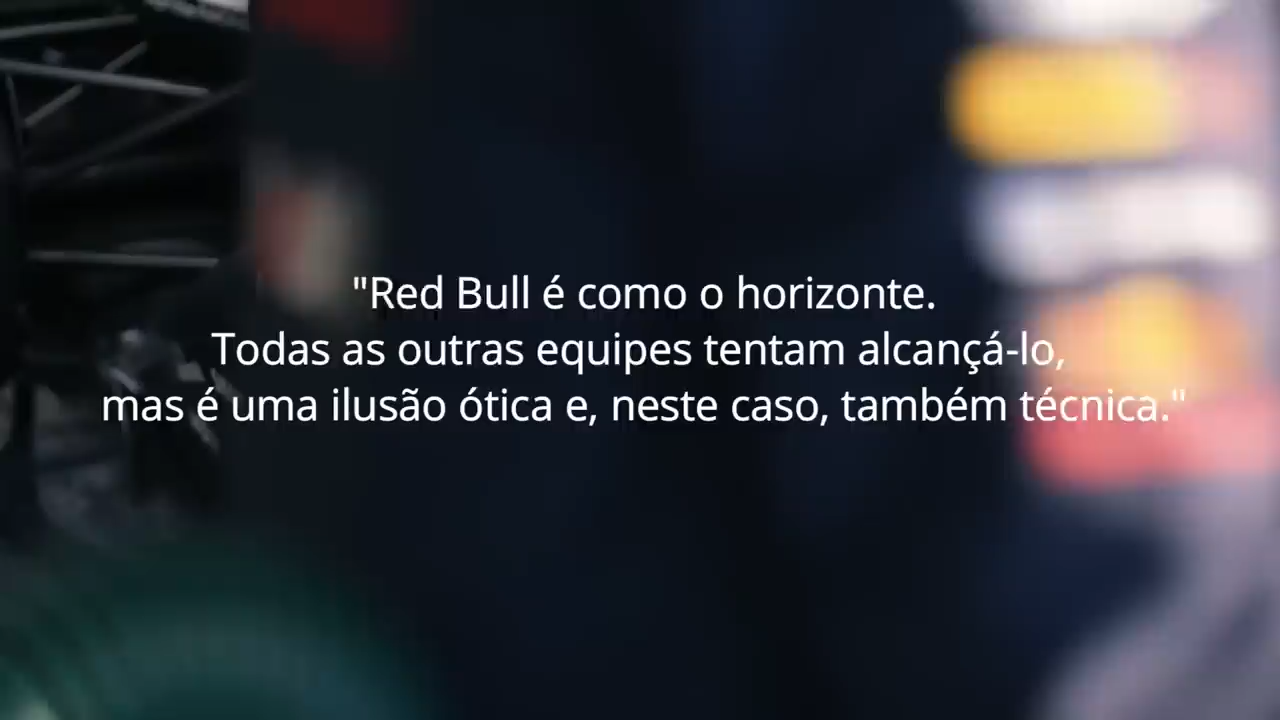 "Red Bull é como o horizonte.
Todas as outras equipes tentam alcançá-lo,
mas é uma ilusão ótica e, neste caso, também técnica."